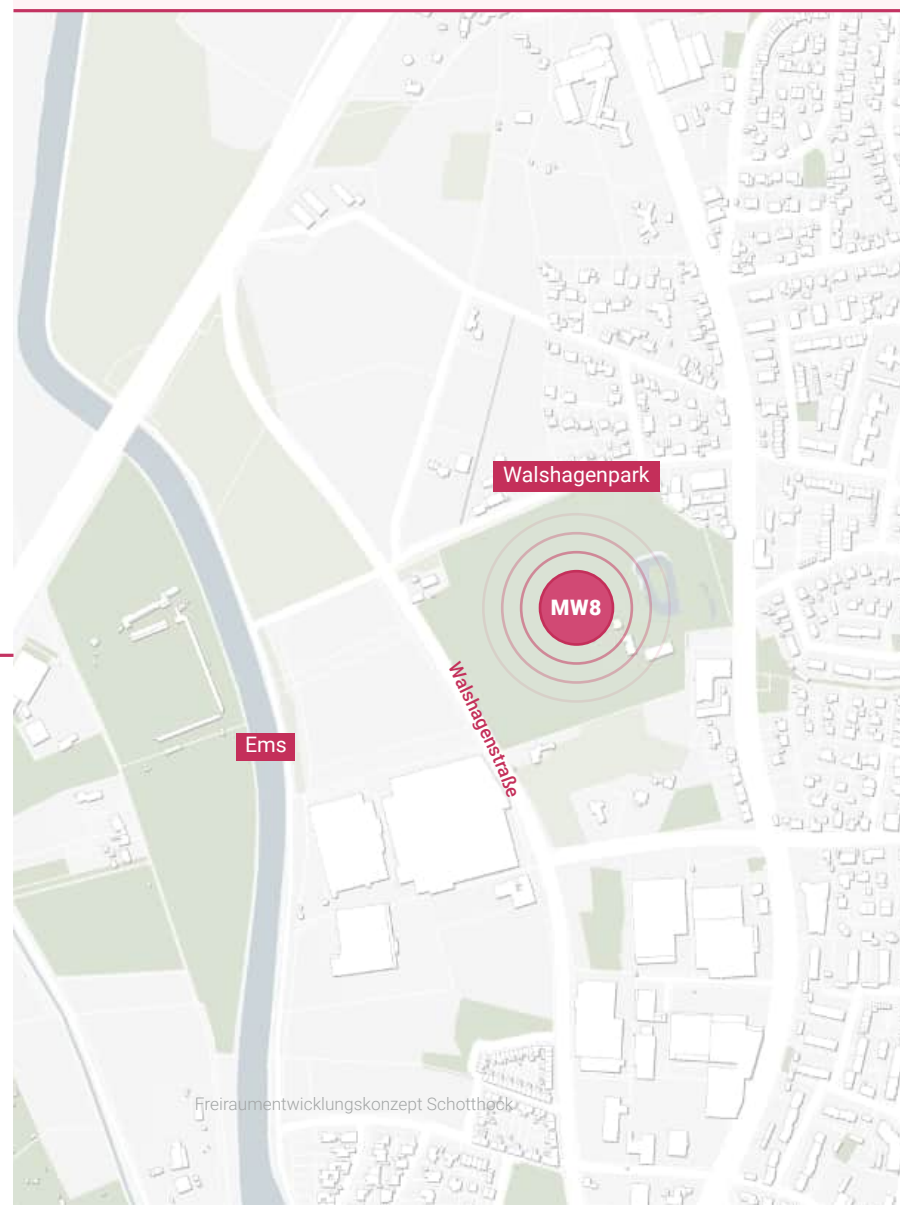 Walshagenpark
MW8
Walshagenstraße
Ems
Freiraumentwicklungskonzept Schotthock